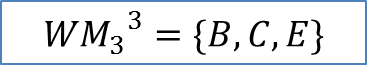 WM₃³ = {B, C, E}